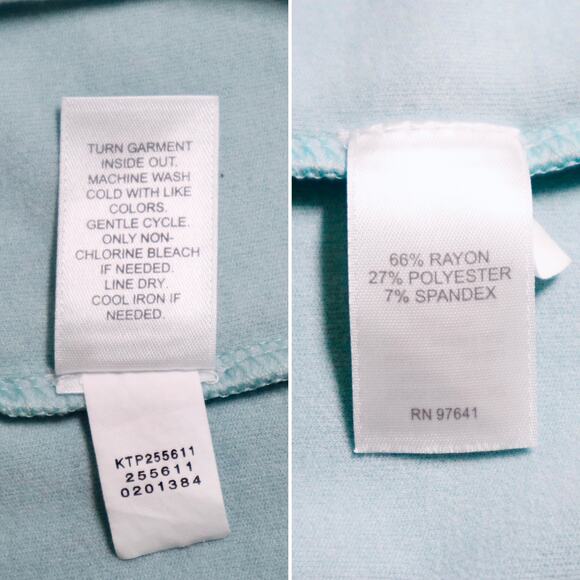 TURN GARMENT
INSIDE OUT.
MACHINE WASH
COLD WITH LIKE
COLORS.
GENTLE CYCLE.
ONLY NON-
CHLORINE BLEACH
IF NEEDED.
LINE DRY.
COOL IRON IF
NEEDED.
KTP255611
255611
0201384
66% RAYON
27% POLYESTER
7% SPANDEX
RN 97641